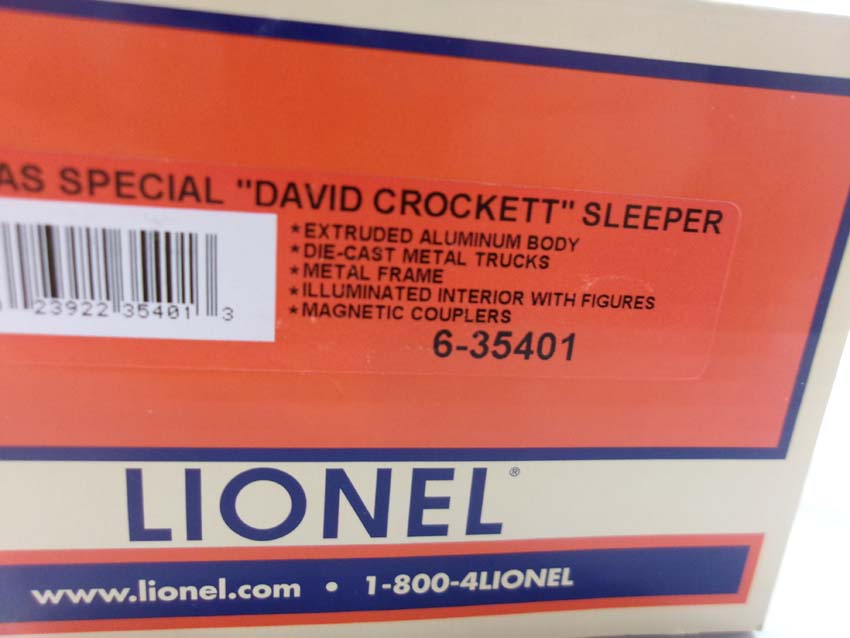 AS SPECIAL "DAVID CROCKETT" SLEEPER
*EXTRUDED ALUMINUM BODY
*DIE-CAST METAL TRUCKS
*METAL FRAME
*ILLUMINATED INTERIOR WITH FIGURES
*MAGNETIC COUPLERS
23922 35401 3
6-35401
LIONEL®
www.lionel.com • 1-800-4LIONEL